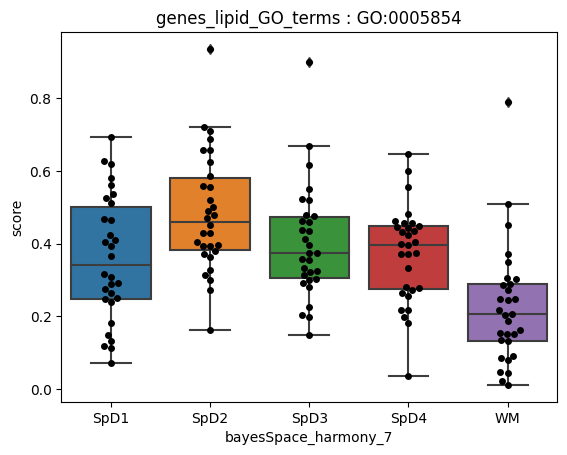 genes_lipid_GO_terms : GO:0005854
score
0.8
0.6
0.4
0.2
0.0
SpD1 SpD2 SpD3 SpD4 WM
bayesSpace_harmony_7